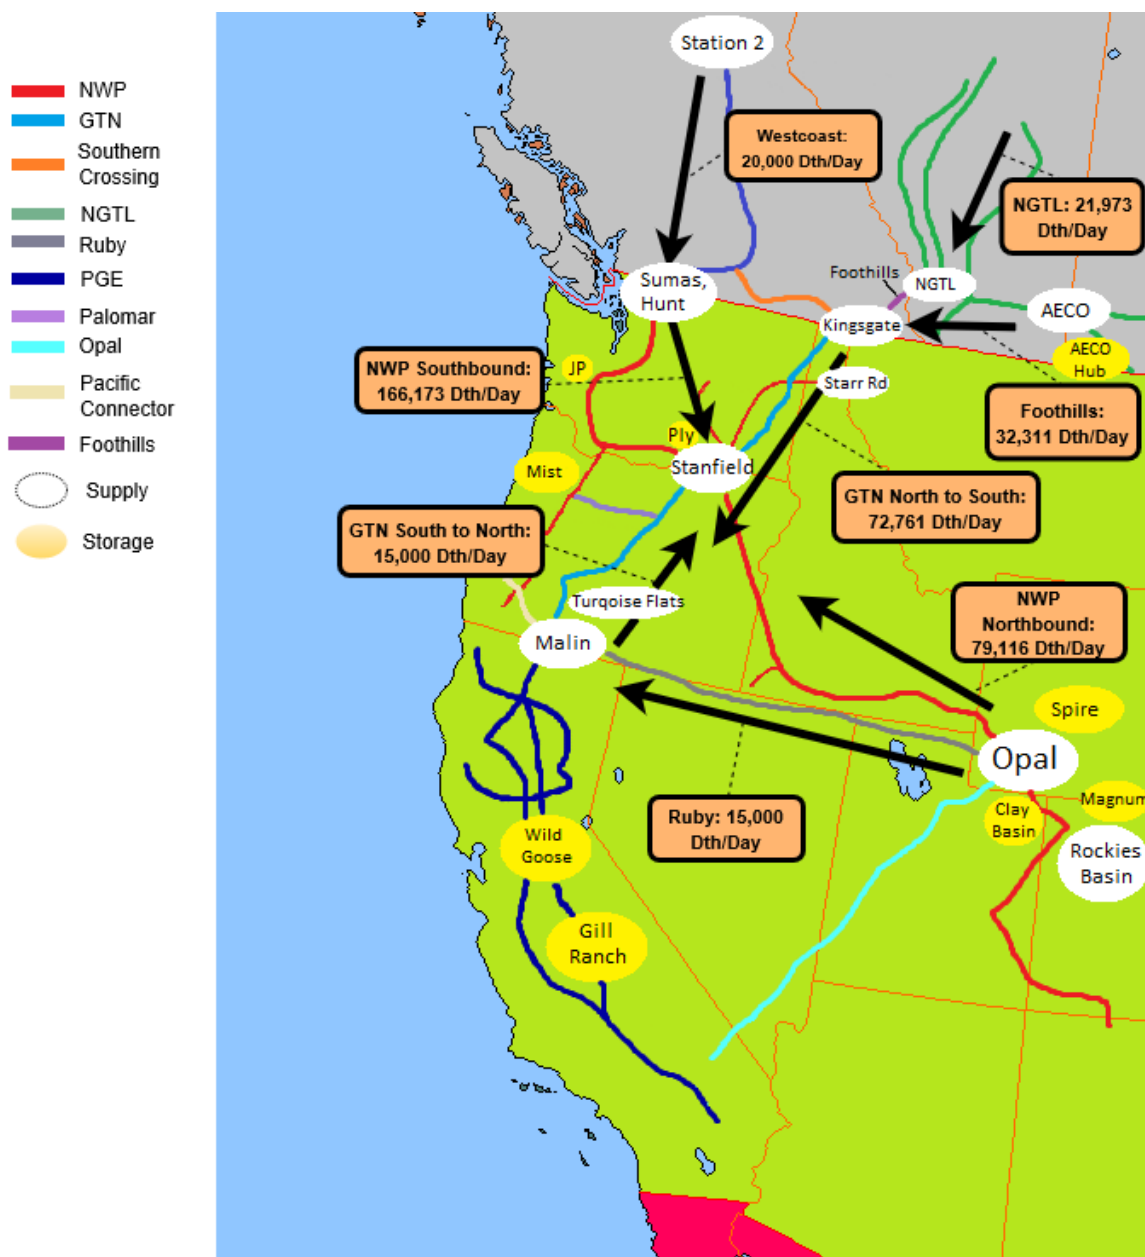 NWP
GTN
Southern
Crossing
NGTL
Ruby
PGE
Palomar
Opal
Pacific
Connector
Foothills
Supply
Storage
Station 2
Westcoast:
20,000 Dth/Day
NGTL: 21,973
Dth/Day
Foothills
NGTL
Sumas,
Hunt
Kingsgate
AECO
AECO
Hub
NWP Southbound:
166,173 Dth/Day
JP
Starr Rd
Foothills:
32,311 Dth/Day
Ply
Stanfield
Mist
GTN North to South:
72,761 Dth/Day
GTN South to North:
15,000 Dth/Day
Turqoise Flats
NWP
Northbound:
79,116 Dth/Day
Malin
Spire
Opal
Ruby: 15,000
Dth/Day
Clay
Basin
Magnum
Rockies
Basin
Wild
Goose
Gill
Ranch